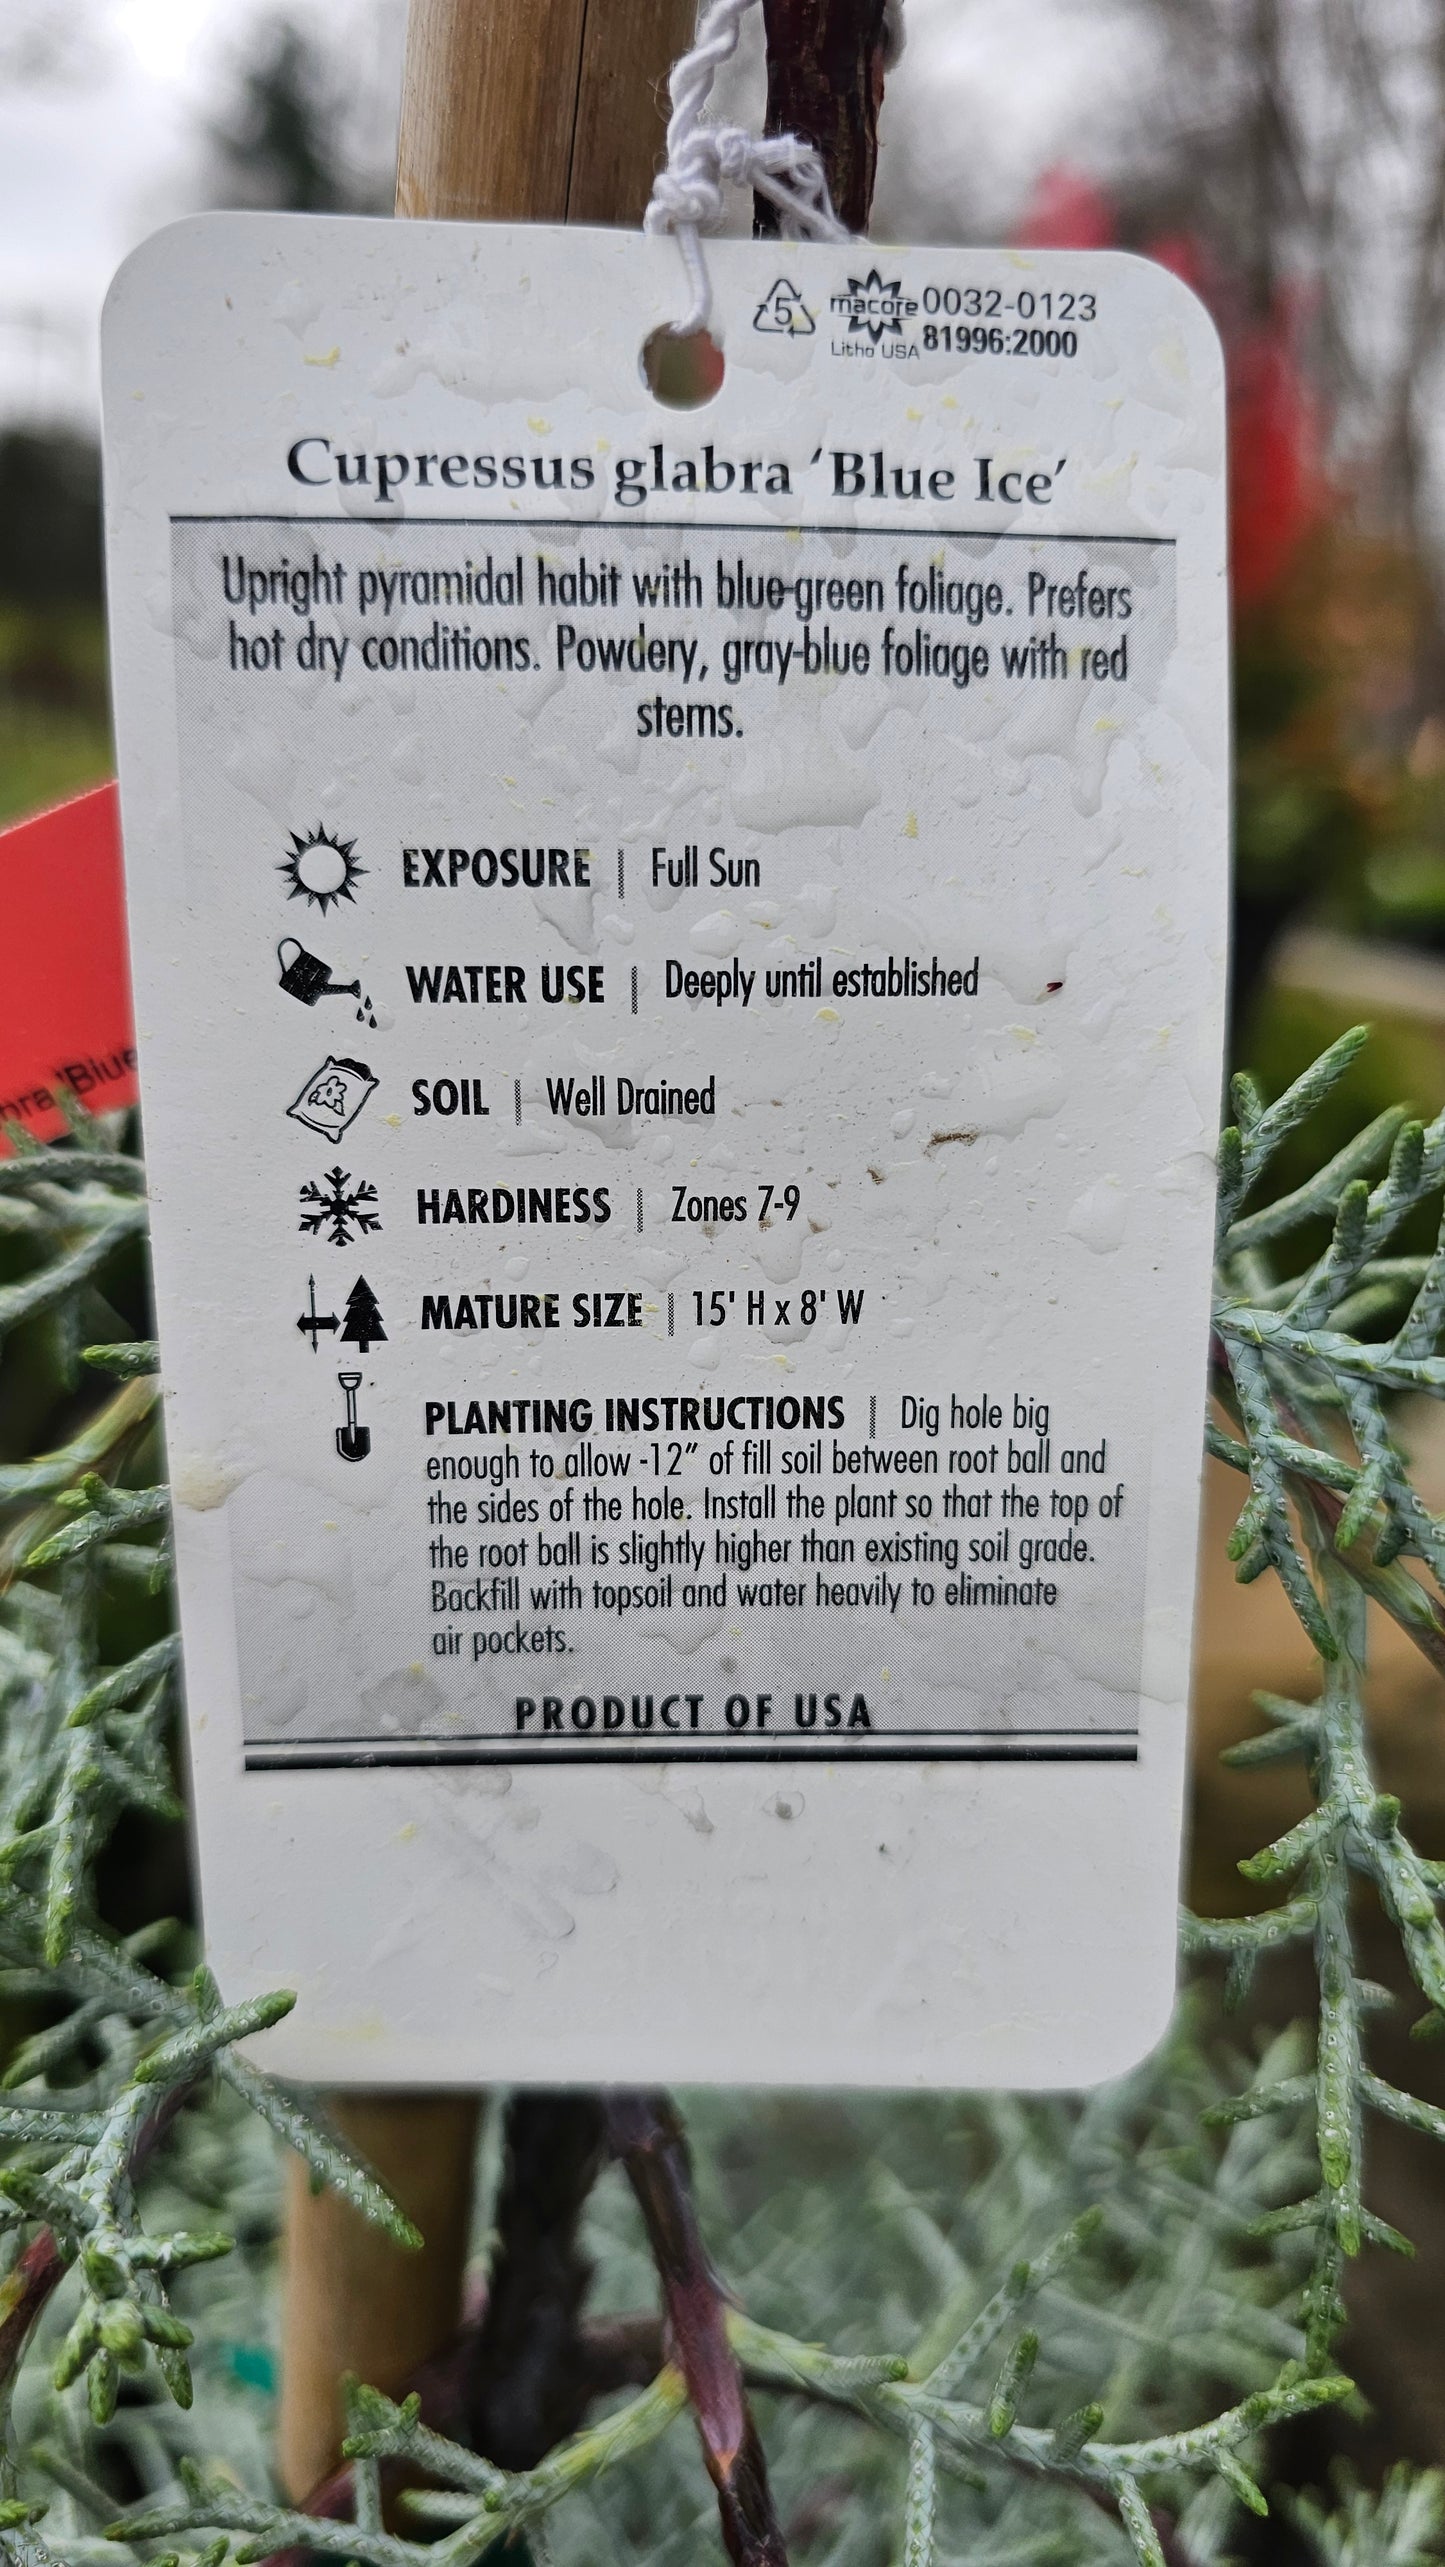 5 macore 0032-0123
Litho USA 81996:2000
Cupressus glabra ‘Blue Ice’
Upright pyramidal habit with blue-green foliage. Prefers
hot dry conditions. Powdery, gray-blue foliage with red
stems.
EXPOSURE | Full Sun
WATER USE | Deeply until established
SOIL | Well Drained
HARDINESS | Zones 7-9
MATURE SIZE | 15' H x 8' W
PLANTING INSTRUCTIONS | Dig hole big
enough to allow -12” of fill soil between root ball and
the sides of the hole. Install the plant so that the top of
the root ball is slightly higher than existing soil grade.
Backfill with topsoil and water heavily to eliminate
air pockets.
PRODUCT OF USA
'Blue